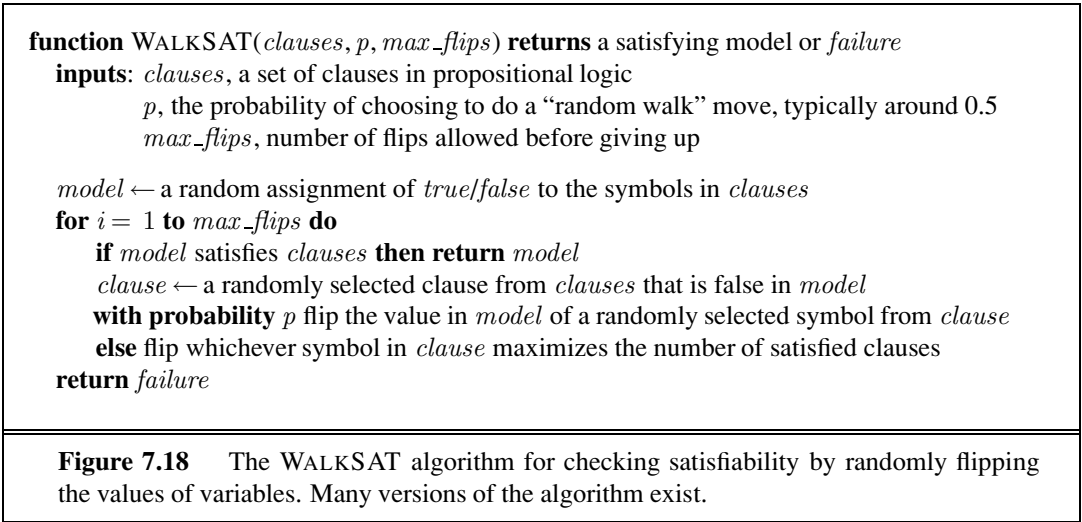 function WALKSAT(clauses, p, max_flips) returns a satisfying model or failure
inputs: clauses, a set of clauses in propositional logic
p, the probability of choosing to do a “random walk” move, typically around 0.5
max_flips, number of flips allowed before giving up
model ← a random assignment of true/false to the symbols in clauses
for i = 1 to max_flips do
if model satisfies clauses then return model
clause ← a randomly selected clause from clauses that is false in model
with probability p flip the value in model of a randomly selected symbol from clause
else flip whichever symbol in clause maximizes the number of satisfied clauses
return failure
Figure 7.18 The WALKSAT algorithm for checking satisfiability by randomly flipping
the values of variables. Many versions of the algorithm exist.